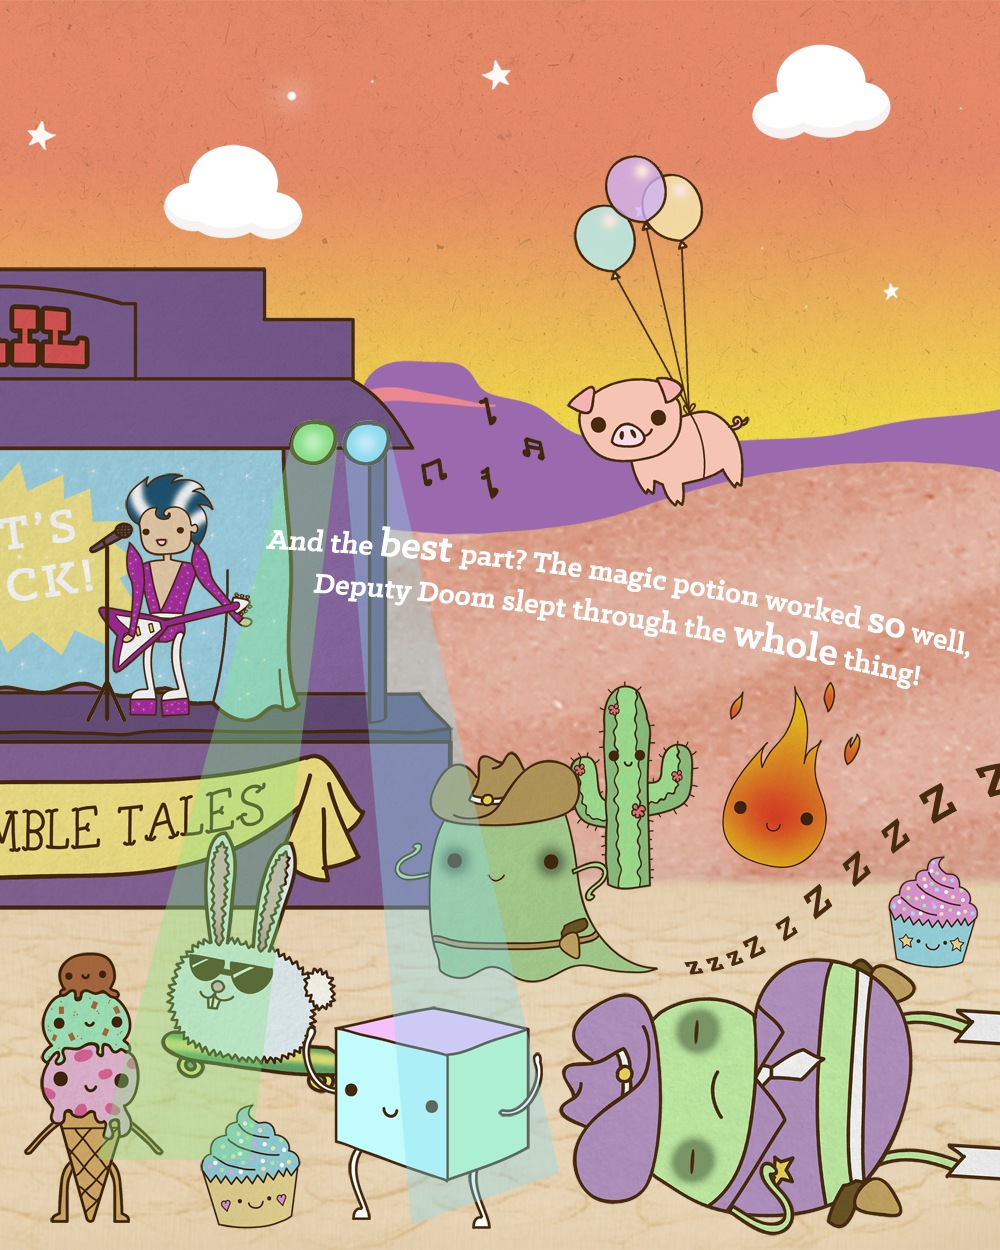 IL
T'S
CK!
And the best part? The magic potion worked so well,
Deputy Doom slept through the whole thing!
MBLE TALES
z z z z Z Z Z Z Z Z Z